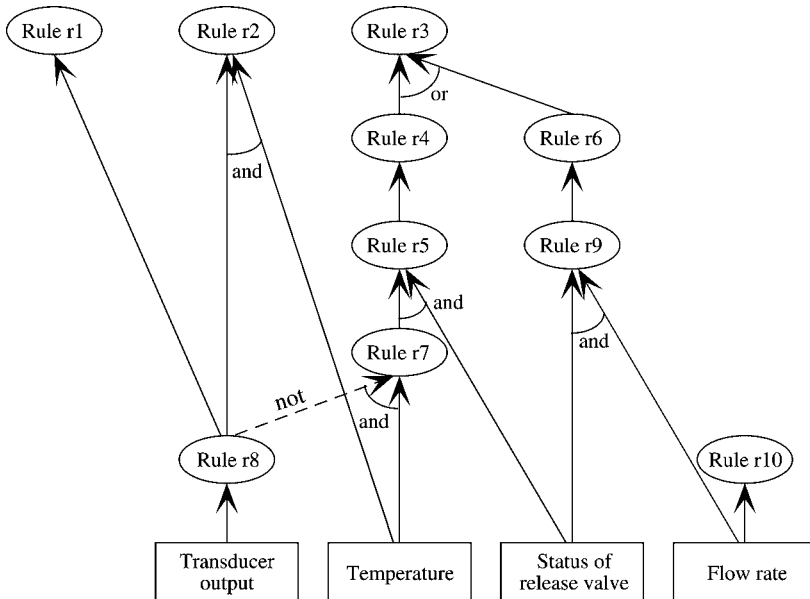 Rule r1
Rule r2
Rule r3
or
Rule r4
Rule r6
and
Rule r5
Rule r9
and
and
Rule r7
not
and
Rule r8
Rule r10
Transducer
output
Temperature
Status of
release valve
Flow rate